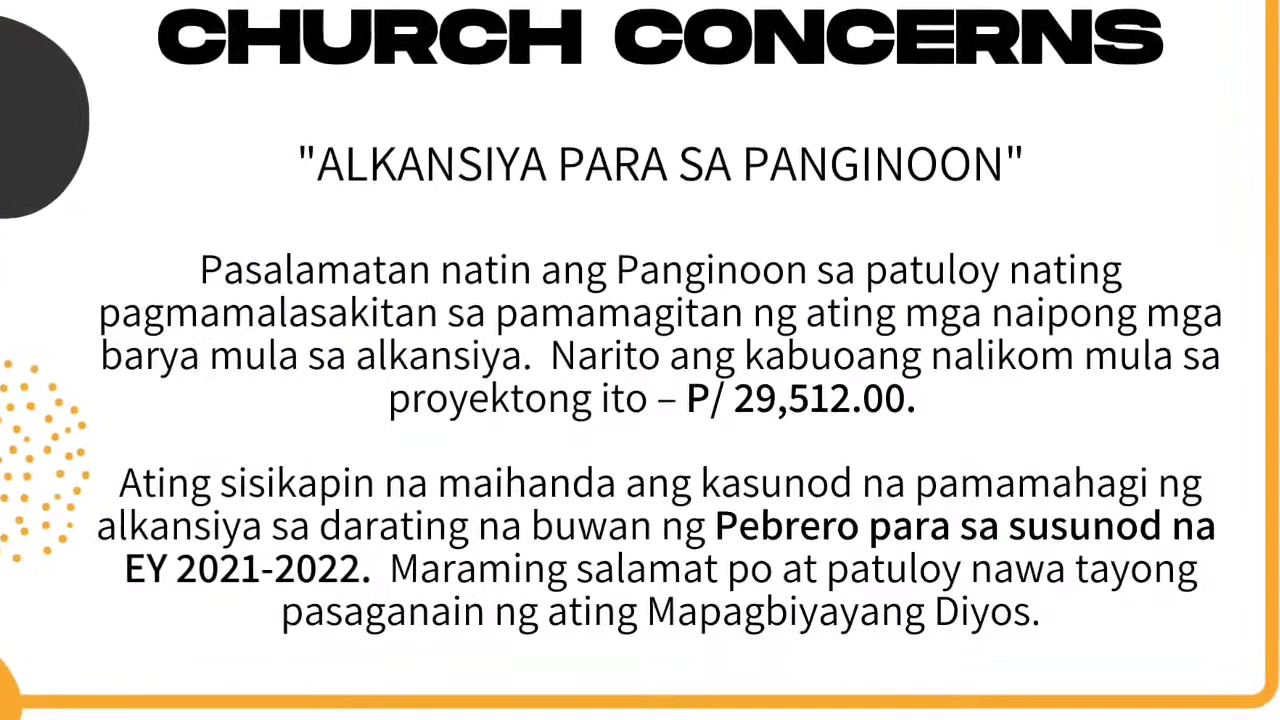 CHURCH CONCERNS
"ALKANSIYA PARA SA PANGINOON"
Pasalamatan natin ang Panginoon sa patuloy nating
pagmamalasakitan sa pamamagitan ng ating mga naipong mga
barya mula sa alkansiya.  Narito ang kabuoang nalikom mula sa
proyektong ito – P/ 29,512.00.
Ating sisikapin na maihanda ang kasunod na pamamahagi ng
alkansiya sa darating na buwan ng Pebrero para sa susunod na
EY 2021-2022.  Maraming salamat po at patuloy nawa tayong
pasaganain ng ating Mapagbiyayang Diyos.